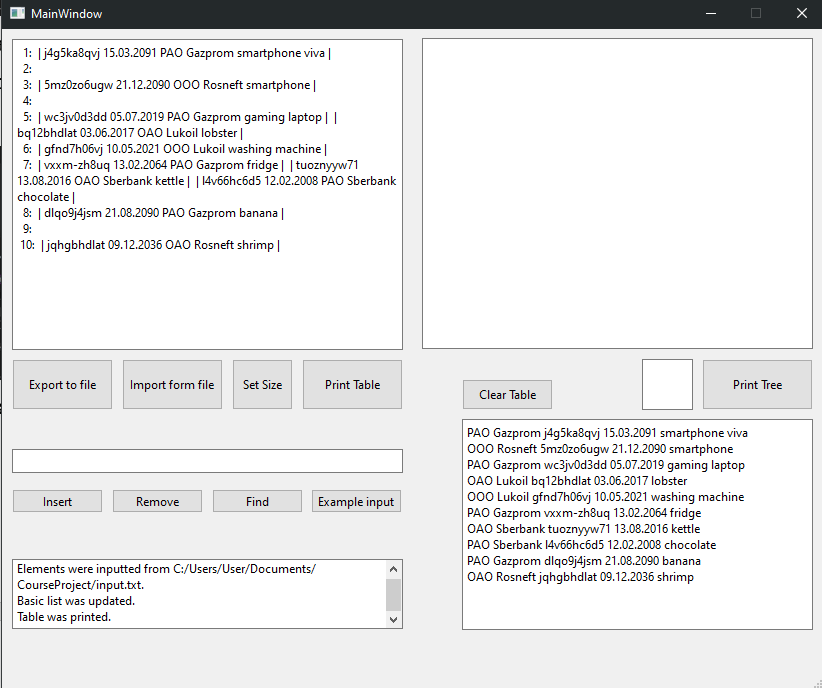 MainWindow
1: | j4g5ka8qvj 15.03.2091 PAO Gazprom smartphone viva |
2:
3: | 5mz0zo6ugw 21.12.2090 OOO Rosneft smartphone |
4:
5: | wc3jv0d3dd 05.07.2019 PAO Gazprom gaming laptop | |
bq12bhdlat 03.06.2017 OAO Lukoil lobster |
6: | gfnd7h06vj 10.05.2021 OOO Lukoil washing machine |
7: | vxxm-zh8uq 13.02.2064 PAO Gazprom fridge | | tuoznyyw71
13.08.2016 OAO Sberbank kettle | | l4v66hc6d5 12.02.2008 PAO Sberbank
chocolate |
8: | dlqo9j4jsm 21.08.2090 PAO Gazprom banana |
9:
10: | jqhgbhdlat 09.12.2036 OAO Rosneft shrimp |
Export to file
Import form file
Set Size
Print Table
Clear Table
Print Tree
Insert
Remove
Find
Example input
Elements were inputted from C:/Users/User/Documents/
CourseProject/input.txt.
Basic list was updated.
Table was printed.
PAO Gazprom j4g5ka8qvj 15.03.2091 smartphone viva
OOO Rosneft 5mz0zo6ugw 21.12.2090 smartphone
PAO Gazprom wc3jv0d3dd 05.07.2019 gaming laptop
OAO Lukoil bq12bhdlat 03.06.2017 lobster
OOO Lukoil gfnd7h06vj 10.05.2021 washing machine
PAO Gazprom vxxm-zh8uq 13.02.2064 fridge
OAO Sberbank tuoznyyw71 13.08.2016 kettle
PAO Sberbank l4v66hc6d5 12.02.2008 chocolate
PAO Gazprom dlqo9j4jsm 21.08.2090 banana
OAO Rosneft jqhgbhdlat 09.12.2036 shrimp